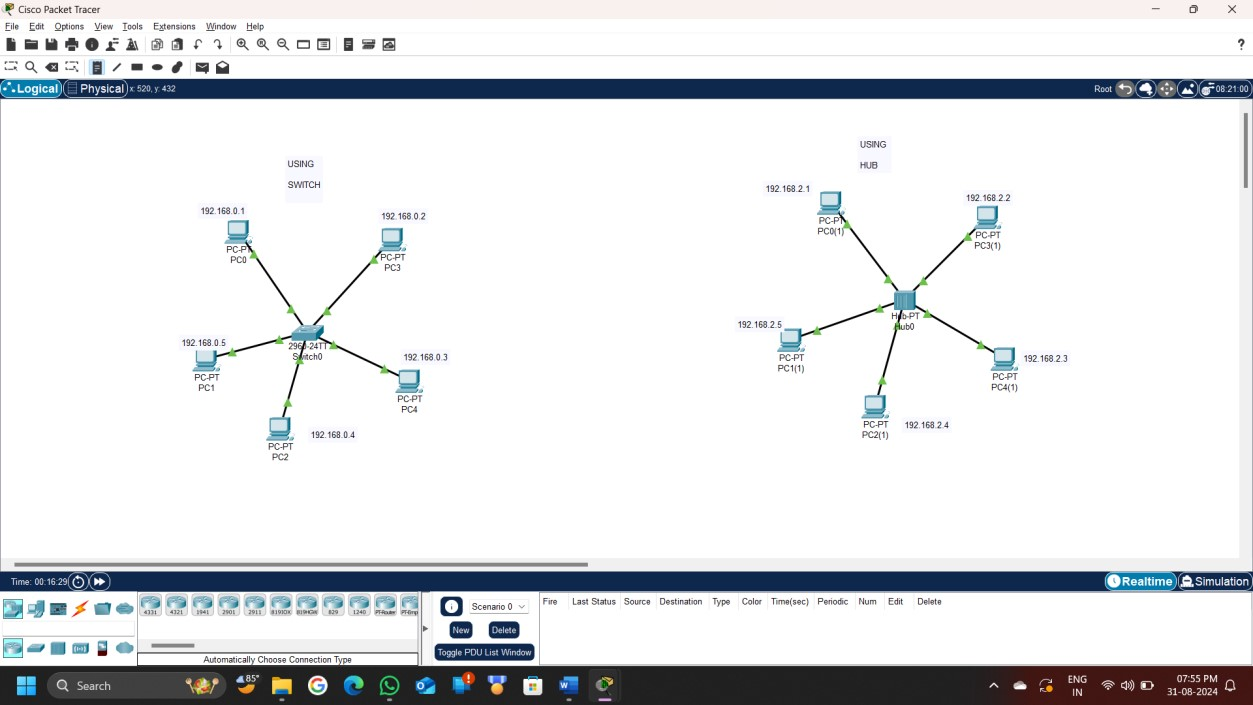 Cisco Packet Tracer
File Edit Options View Tools Extensions Window Help
?
Logical Physical x: 520, y: 432 Root 08:21:00
USING
SWITCH
192.168.0.1
PC-PT
PC0
192.168.0.2
PC-PT
PC3
192.168.0.5
PC-PT
PC1
2960-24TT
Switch0
192.168.0.3
PC-PT
PC4
192.168.0.4
PC-PT
PC2
USING
HUB
192.168.2.1
PC-PT
PC0(1)
192.168.2.2
PC-PT
PC3(1)
Hub-PT
Hub0
192.168.2.5
PC-PT
PC1(1)
192.168.2.3
PC-PT
PC4(1)
192.168.2.4
PC-PT
PC2(1)
Time: 00:16:29 Realtime Simulation
4331 4321 1941 2901 2911 819IOX 819HGW 829 1240 PT-Router PT-Emp
Automatically Choose Connection Type
Scenario 0
New Delete
Toggle PDU List Window
Fire Last Status Source Destination Type Color Time(sec) Periodic Num Edit Delete
Search
85°
ENG
IN
07:55 PM
31-08-2024